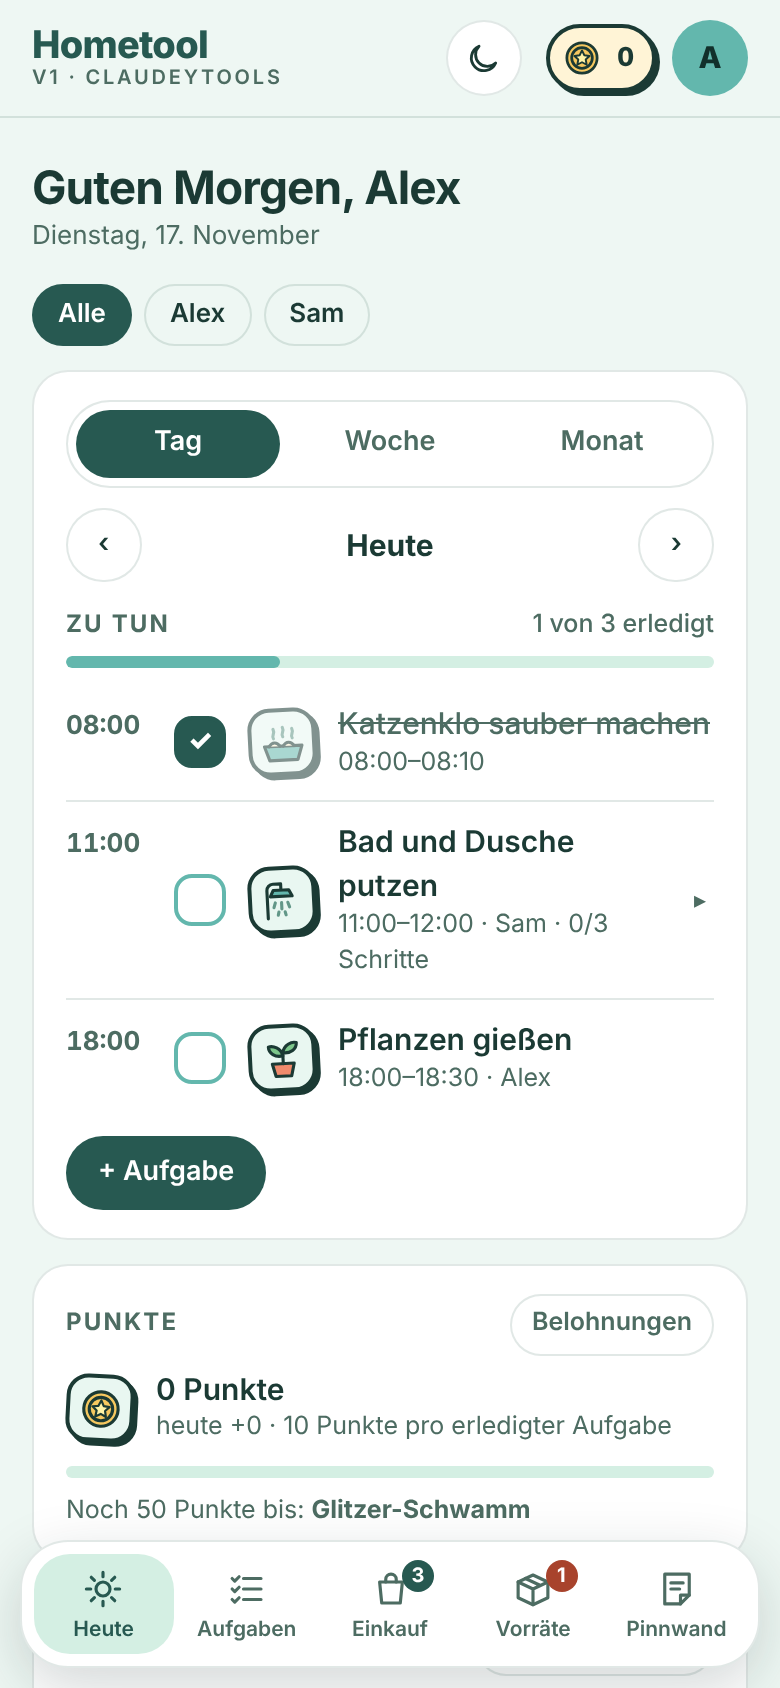 Hometool
V1 · CLAUDEYTOOLS
0
A
Guten Morgen, Alex
Dienstag, 17. November
Alle
Alex
Sam
Tag
Woche
Monat
‹
Heute
›
ZU TUN
1 von 3 erledigt
08:00
Katzenklo sauber machen
08:00–08:10
11:00
Bad und Dusche
putzen
11:00–12:00 · Sam · 0/3
Schritte
18:00
Pflanzen gießen
18:00–18:30 · Alex
+ Aufgabe
PUNKTE
Belohnungen
0 Punkte
heute +0 · 10 Punkte pro erledigter Aufgabe
Noch 50 Punkte bis: Glitzer-Schwamm
3
1
Heute
Aufgaben
Einkauf
Vorräte
Pinnwand